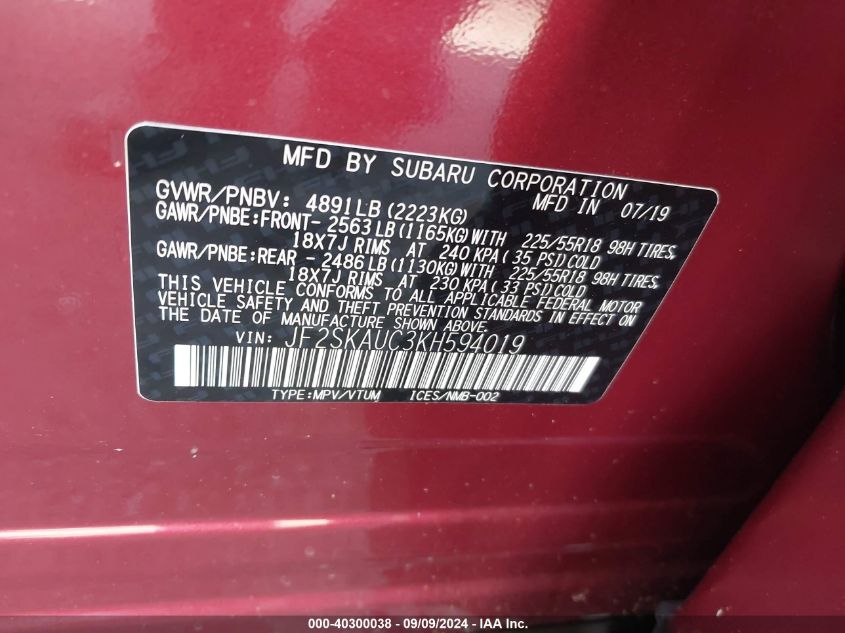 MFD BY SUBARU CORPORATION
GVWR/PNBV: 4891LB(2223KG) MFD IN 07/19
GAWR/PNBE:FRONT- 2563LB(1165KG)WITH 225/55R18 98H TIRES,
18X7J RIMS AT 240 KPA( 35 PSI)COLD
GAWR/PNBE:REAR - 2486LB(1130KG)WITH 225/55R18 98H TIRES,
18X7J RIMS AT 230 KPA( 33 PSI)COLD
THIS VEHICLE CONFORMS TO ALL APPLICABLE FEDERAL MOTOR
VEHICLE SAFETY AND THEFT PREVENTION STANDARDS IN EFFECT ON
THE DATE OF MANUFACTURE SHOWN ABOVE.
VIN: JF2SKAUC3KH594019
TYPE:MPV/VTUM ICES/NMB-002
000-40300038 - 09/09/2024 - IAA Inc.